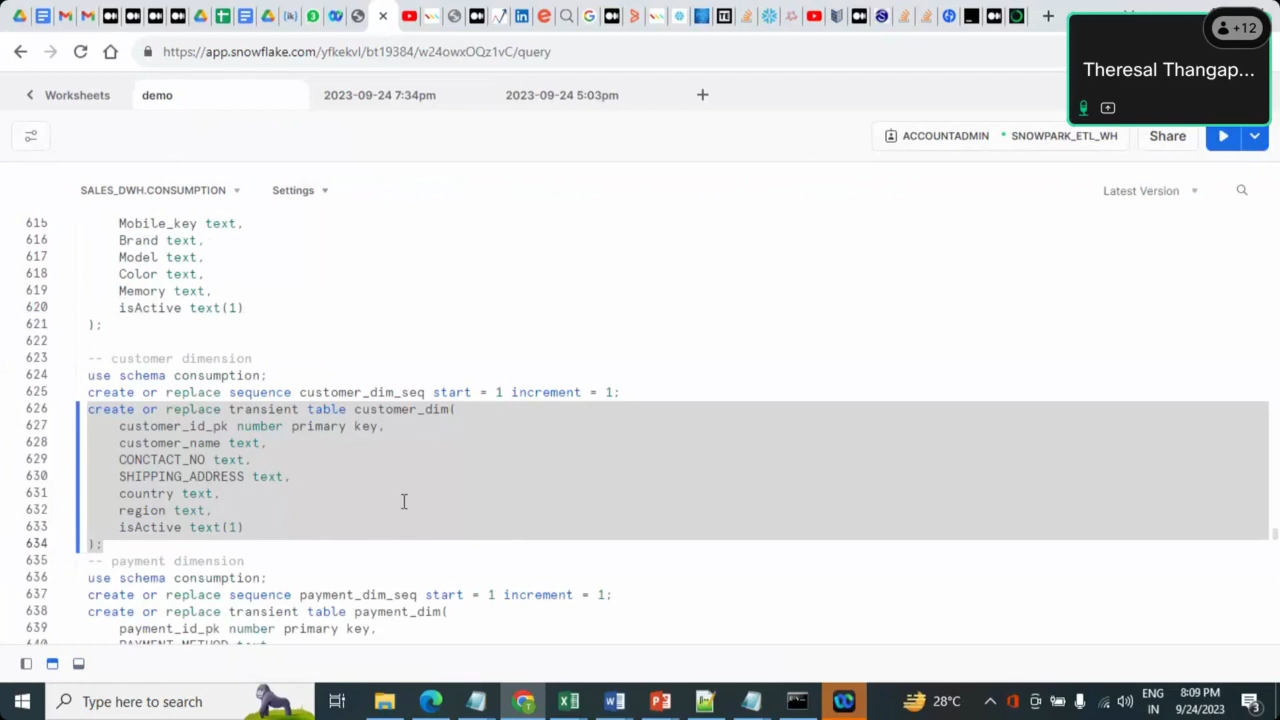 +12
Theresal Thangap...
https://app.snowflake.com/yfkekvl/bt19384/w24owxOQz1vC/query
Worksheets
demo
2023-09-24 7:34pm
2023-09-24 5:03pm
ACCOUNTADMIN
SNOWPARK_ETL_WH
Share
SALES_DWH.CONSUMPTION
Settings
Latest Version
615 Mobile_key text,
616 Brand text,
617 Model text,
618 Color text,
619 Memory text,
620 isActive text(1)
621 );
622
623 -- customer dimension
624 use schema consumption;
625 create or replace sequence customer_dim_seq start = 1 increment = 1;
626 create or replace transient table customer_dim(
627 customer_id_pk number primary key,
628 customer_name text,
629 CONCTACT_NO text,
630 SHIPPING_ADDRESS text,
631 country text,
632 region text,
633 isActive text(1)
634 );
635 -- payment dimension
636 use schema consumption;
637 create or replace sequence payment_dim_seq start = 1 increment = 1;
638 create or replace transient table payment_dim(
639 payment_id_pk number primary key,
640 PAYMENT_METHOD text
Type here to search
28°C
ENG
IN
8:09 PM
9/24/2023
3